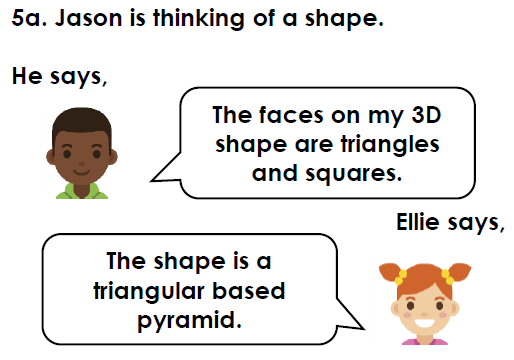 5a. Jason is thinking of a shape.
He says,
The faces on my 3D
shape are triangles
and squares.
Ellie says,
The shape is a
triangular based
pyramid.